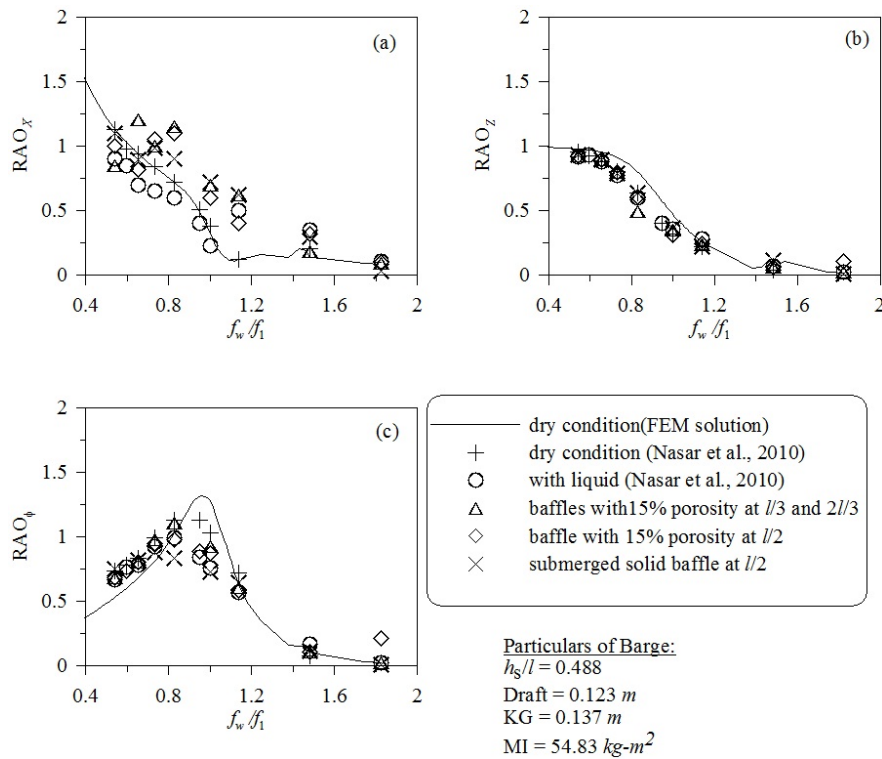 2
(a)
1.5
RAO_X
1
0.5
0
0.4 0.8 1.2 1.6 2
f_w/f_1
2
(b)
1.5
RAO_Z
1
0.5
0
0.4 0.8 1.2 1.6 2
f_w/f_1
2
(c)
1.5
RAO_ϕ
1
0.5
0
0.4 0.8 1.2 1.6 2
f_w/f_1
dry condition(FEM solution)
dry condition (Nasar et al., 2010)
with liquid (Nasar et al., 2010)
baffles with15% porosity at l/3 and 2l/3
baffle with 15% porosity at l/2
submerged solid baffle at l/2
Particulars of Barge:
h_s/l = 0.488
Draft = 0.123 m
KG = 0.137 m
MI = 54.83 kg-m²